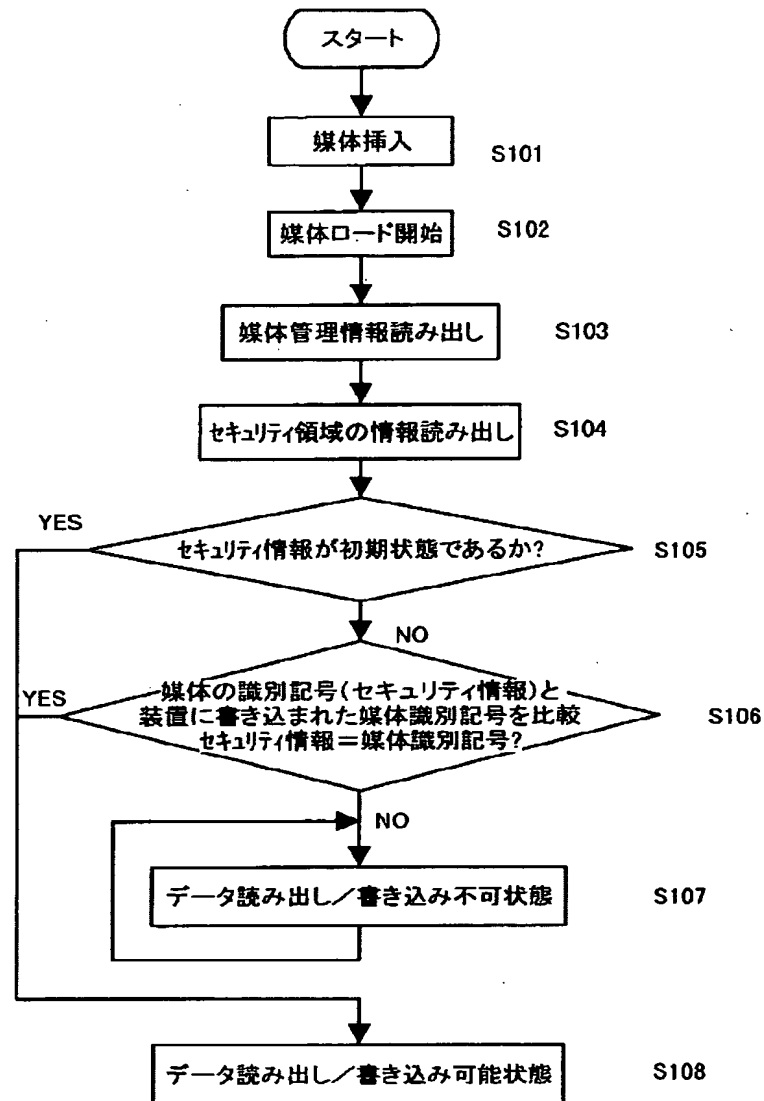 スタート
媒体挿入
S101
媒体ロード開始
S102
媒体管理情報読み出し
S103
セキュリティ領域の情報読み出し
S104
YES
セキュリティ情報が初期状態であるか?
S105
NO
YES
媒体の識別記号(セキュリティ情報)と
装置に書き込まれた媒体識別記号を比較
セキュリティ情報=媒体識別記号?
S106
NO
データ読み出し/書き込み不可状態
S107
データ読み出し/書き込み可能状態
S108